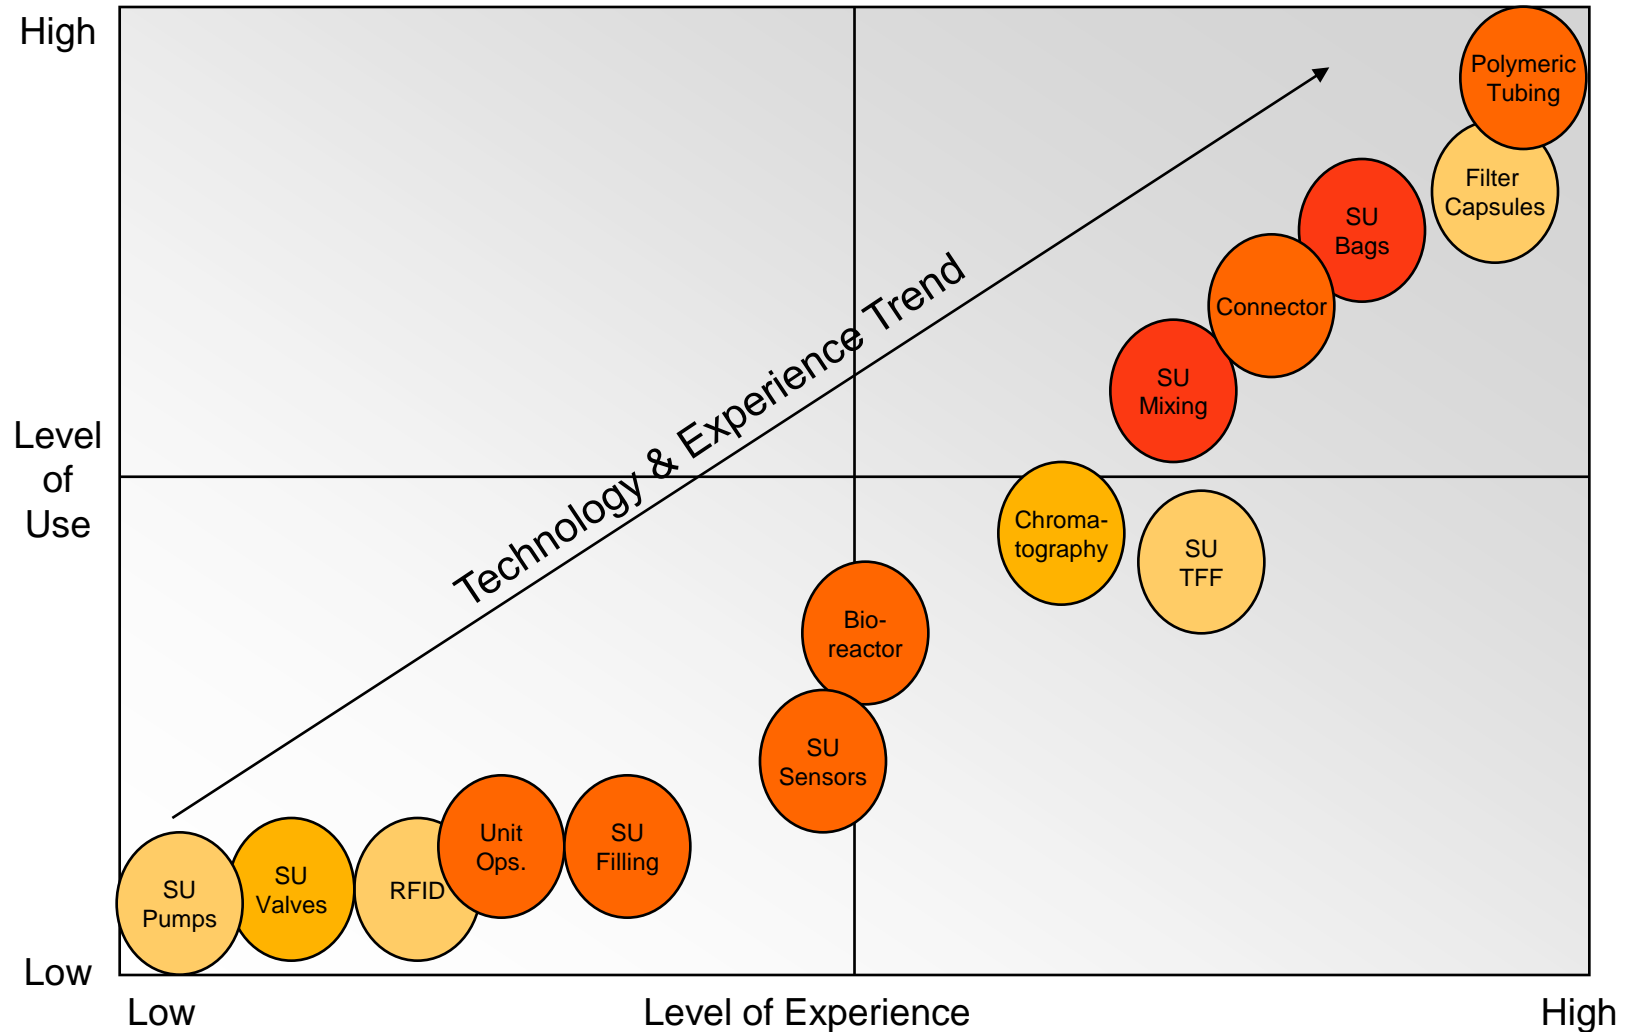 High
Polymeric
Tubing
Filter
Capsules
SU
Bags
Connector
SU
Mixing
Technology & Experience Trend
Level
of
Use
Chroma-
tography
SU
TFF
Bio-
reactor
SU
Sensors
Unit
Ops.
SU
Filling
SU
Valves
RFID
SU
Pumps
Low
Low
Level of Experience
High